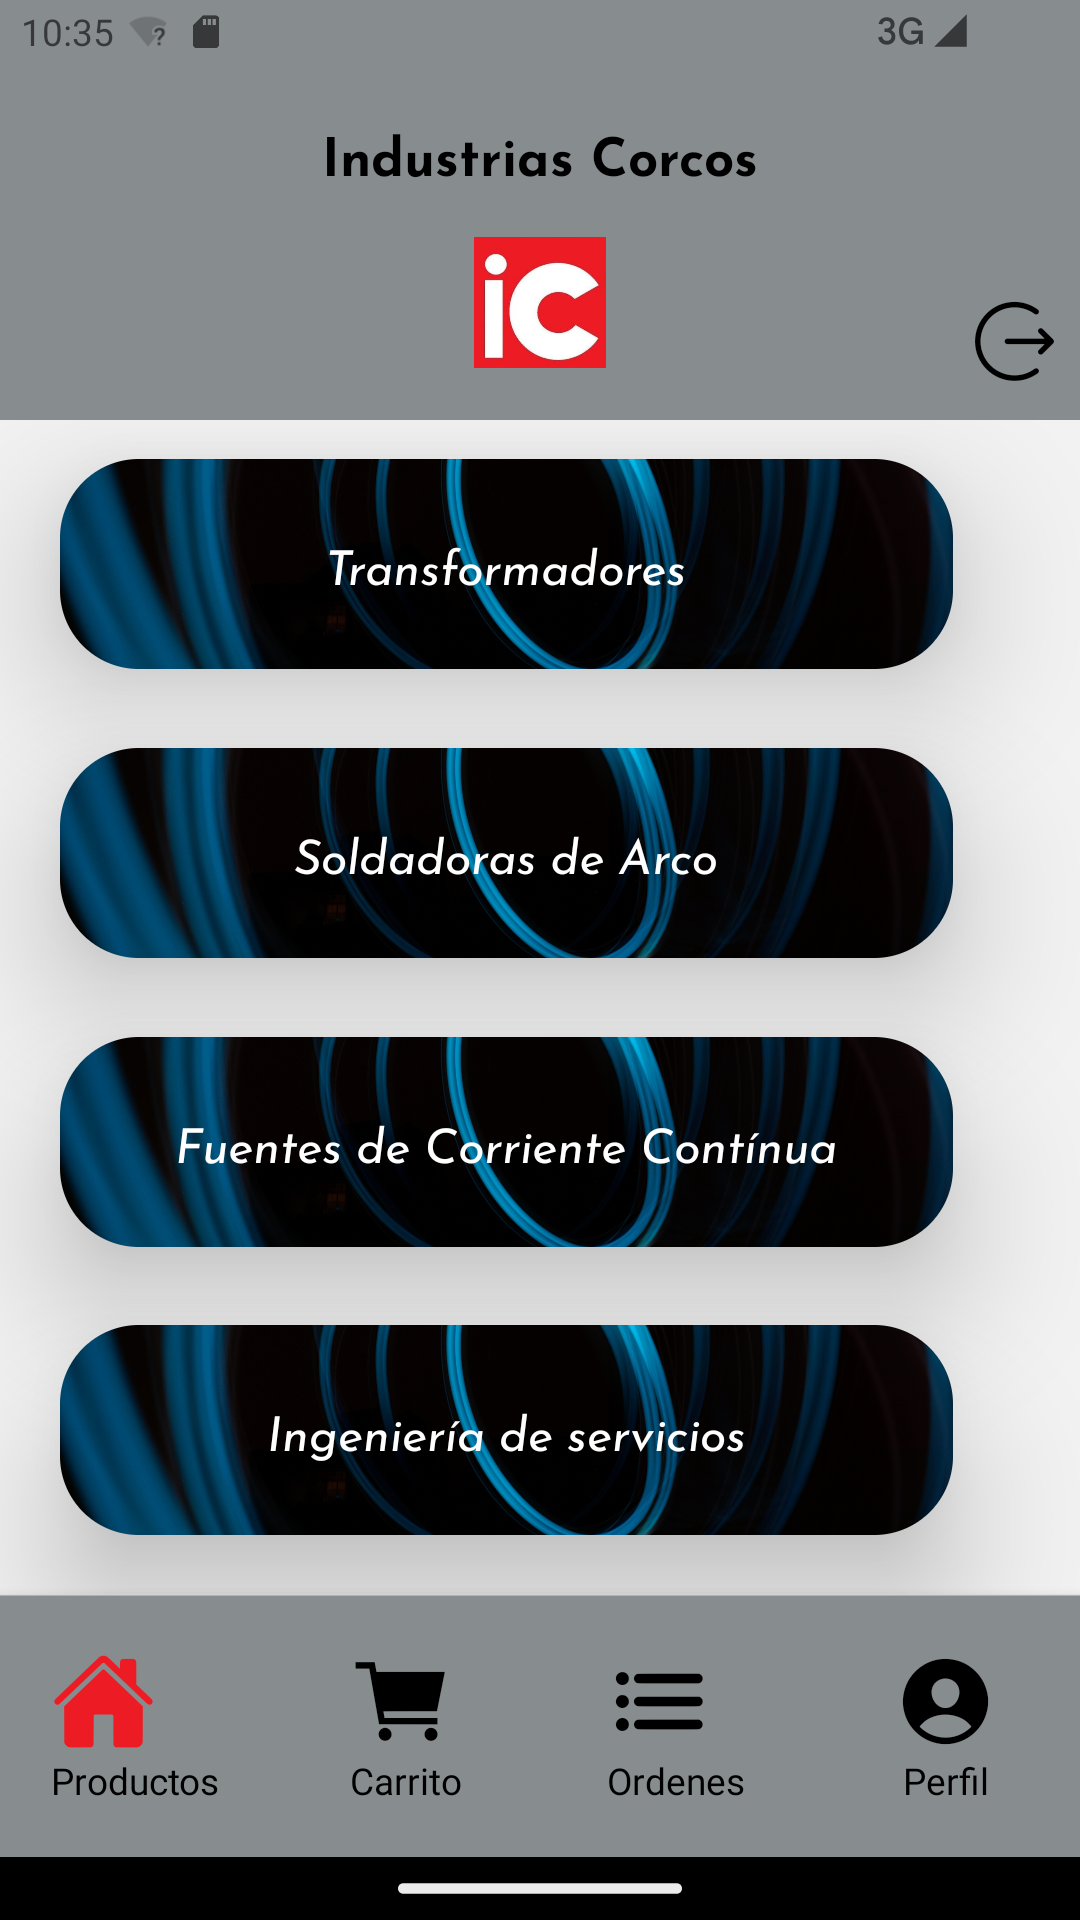 10:35
3G
Industrias Corcos
iC
Transformadores
Soldadoras de Arco
Fuentes de Corriente Contínua
Ingeniería de servicios
Productos
Carrito
Ordenes
Perfil